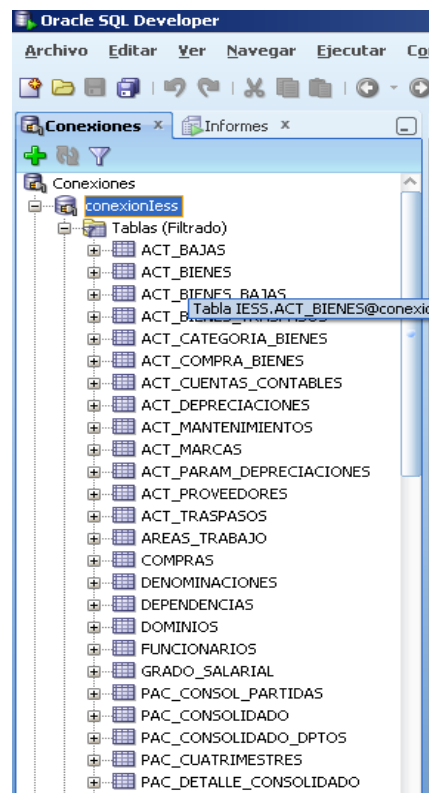 Oracle SQL Developer
Archivo Editar Ver Navegar Ejecutar Co
Conexiones x Informes x
Conexiones
conexionIess
Tablas (Filtrado)
ACT_BAJAS
ACT_BIENES
ACT_BIENES_BAJAS
Tabla IESS.ACT_BIENES@conexio
ACT_BIENES_TRASPASOS
ACT_CATEGORIA_BIENES
ACT_COMPRA_BIENES
ACT_CUENTAS_CONTABLES
ACT_DEPRECIACIONES
ACT_MANTENIMIENTOS
ACT_MARCAS
ACT_PARAM_DEPRECIACIONES
ACT_PROVEEDORES
ACT_TRASPASOS
AREAS_TRABAJO
COMPRAS
DENOMINACIONES
DEPENDENCIAS
DOMINIOS
FUNCIONARIOS
GRADO_SALARIAL
PAC_CONSOL_PARTIDAS
PAC_CONSOLIDADO
PAC_CONSOLIDADO_DPTOS
PAC_CUATRIMESTRES
PAC_DETALLE_CONSOLIDADO